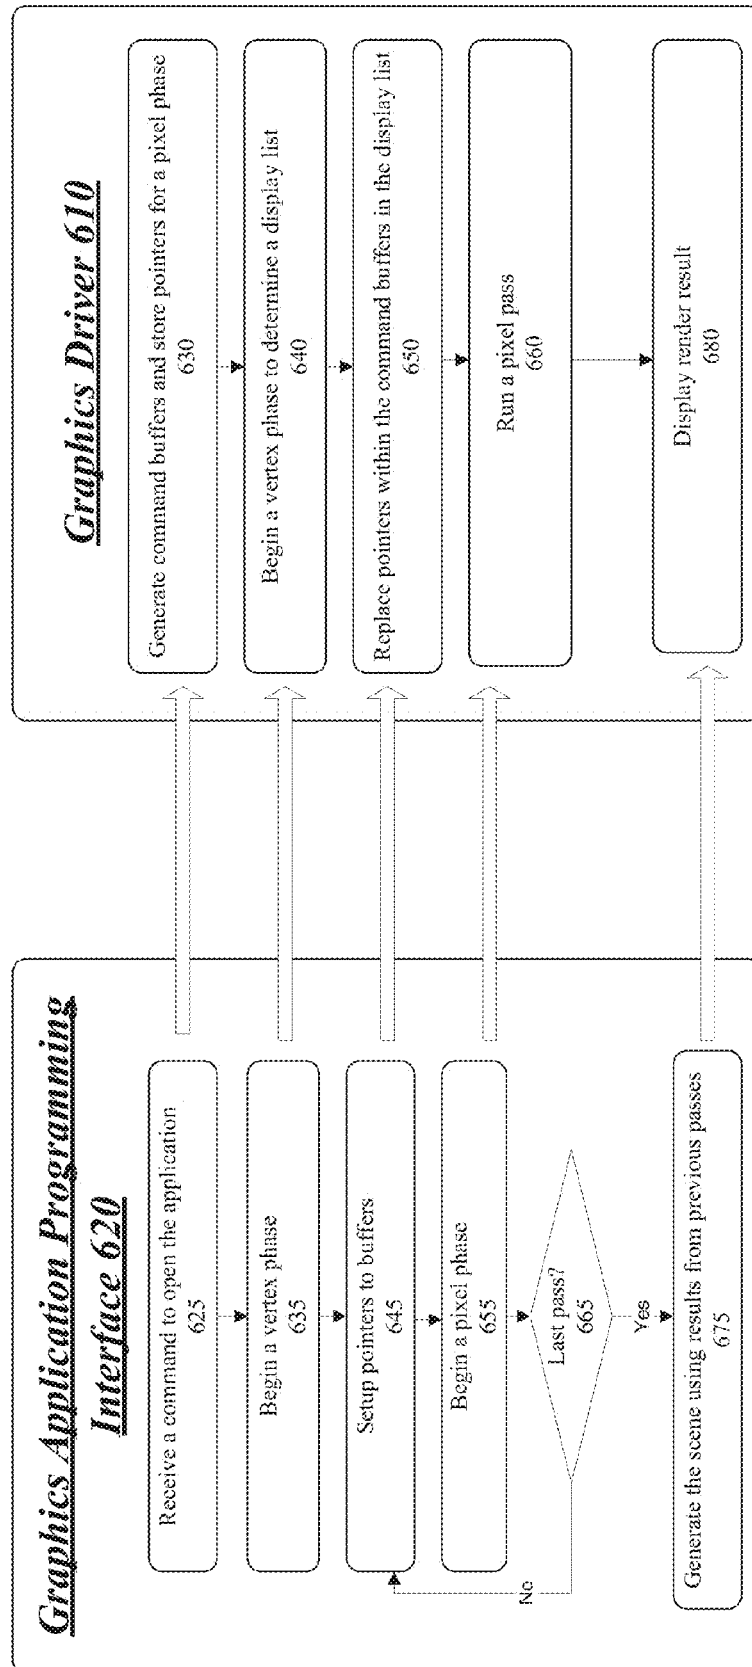 Graphics Application Programming
Interface 620
Receive a command to open the application
625
Begin a vertex phase
635
Setup pointers to buffers
645
Begin a pixel phase
655
Last pass?
665
No
Yes
Generate the scene using results from previous passes
675
Graphics Driver 610
Generate command buffers and store pointers for a pixel phase
630
Begin a vertex phase to determine a display list
640
Replace pointers within the command buffers in the display list
650
Run a pixel pass
660
Display render result
680